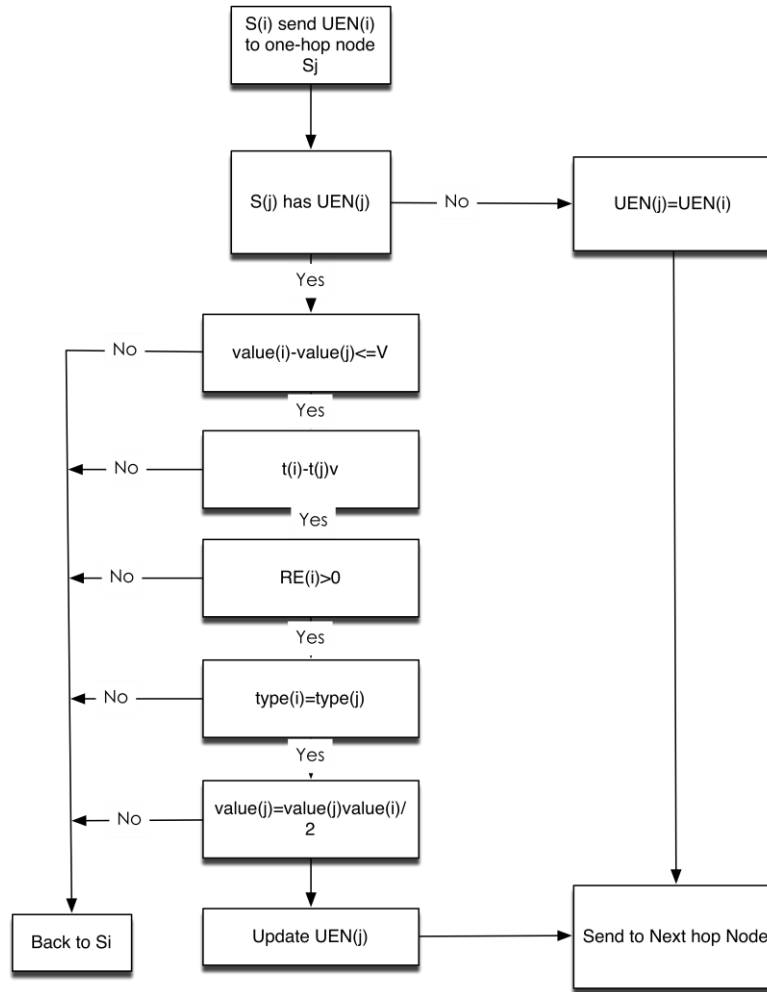 S(i) send UEN(i)
to one-hop node
Sj
S(j) has UEN(j)
No
UEN(j)=UEN(i)
Yes
No
value(i)-value(j)<=V
Yes
No
t(i)-t(j)v
Yes
No
RE(i)>0
Yes
No
type(i)=type(j)
Yes
No
value(j)=value(j)value(i)/
2
Back to Si
Update UEN(j)
Send to Next hop Node